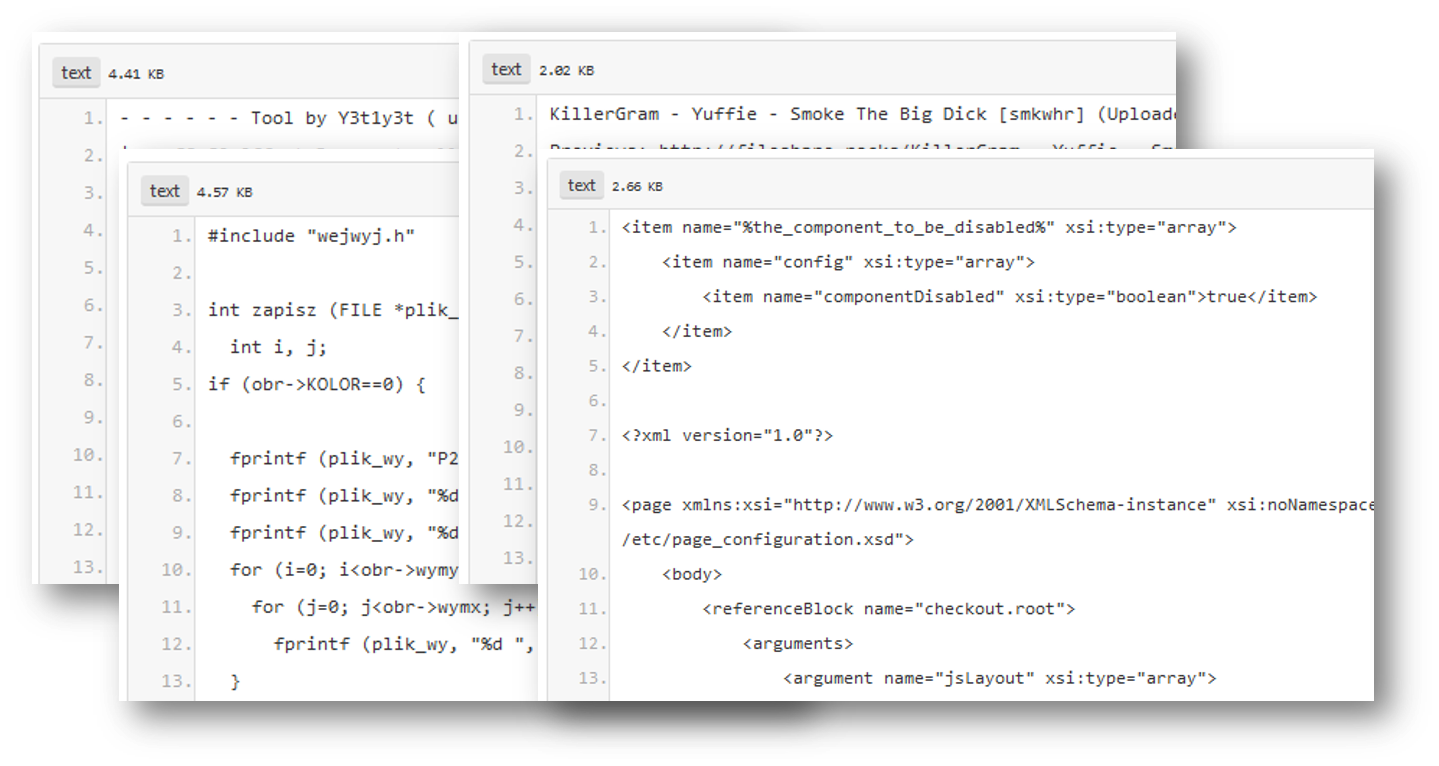 text 4.41 KB
1. - - - - - - Tool by Y3t1y3t ( u
2.
3.
4.
5.
6.
7.
8.
9.
10.
11.
12.
13.
text 2.02 KB
1. KillerGram - Yuffie - Smoke The Big Dick [smkwhr] (Uploade
2. Previews: http://fileshare.rocks/KillerGram - Yuffie - Sm
3.
4.
5.
6.
7.
8.
9.
10.
11.
12.
13.
text 4.57 KB
1. #include "wejwyj.h"
2.
3. int zapisz (FILE *plik_
4. int i, j;
5. if (obr->KOLOR==0) {
6.
7. fprintf (plik_wy, "P2
8. fprintf (plik_wy, "%d
9. fprintf (plik_wy, "%d
10. for (i=0; i<obr->wymy
11. for (j=0; j<obr->wymx; j++
12. fprintf (plik_wy, "%d ",
13. }
text 2.66 KB
1. <item name="%the_component_to_be_disabled%" xsi:type="array">
2. <item name="config" xsi:type="array">
3. <item name="componentDisabled" xsi:type="boolean">true</item>
4. </item>
5. </item>
6.
7. <?xml version="1.0"?>
8.
9. <page xmlns:xsi="http://www.w3.org/2001/XMLSchema-instance" xsi:noNamespace
/etc/page_configuration.xsd">
10. <body>
11. <referenceBlock name="checkout.root">
12. <arguments>
13. <argument name="jsLayout" xsi:type="array">